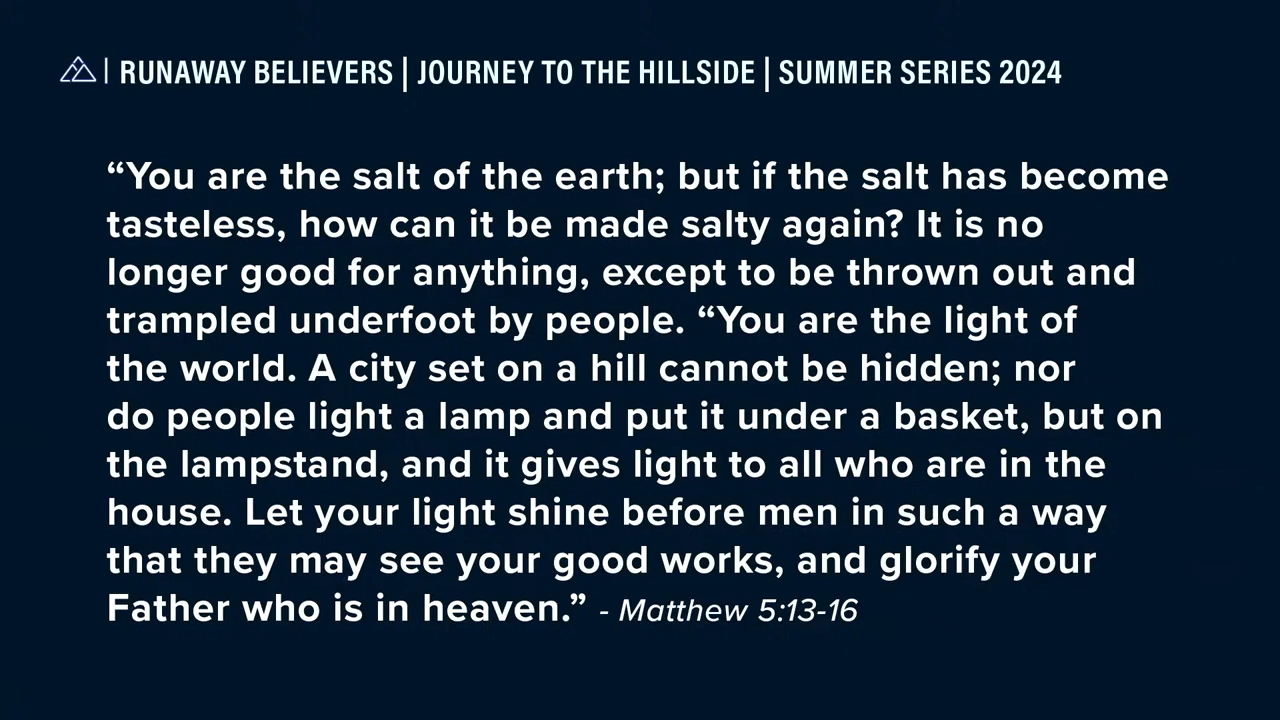 | RUNAWAY BELIEVERS | JOURNEY TO THE HILLSIDE | SUMMER SERIES 2024
“You are the salt of the earth; but if the salt has become
tasteless, how can it be made salty again? It is no
longer good for anything, except to be thrown out and
trampled underfoot by people. “You are the light of
the world. A city set on a hill cannot be hidden; nor
do people light a lamp and put it under a basket, but on
the lampstand, and it gives light to all who are in the
house. Let your light shine before men in such a way
that they may see your good works, and glorify your
Father who is in heaven.” - Matthew 5:13-16